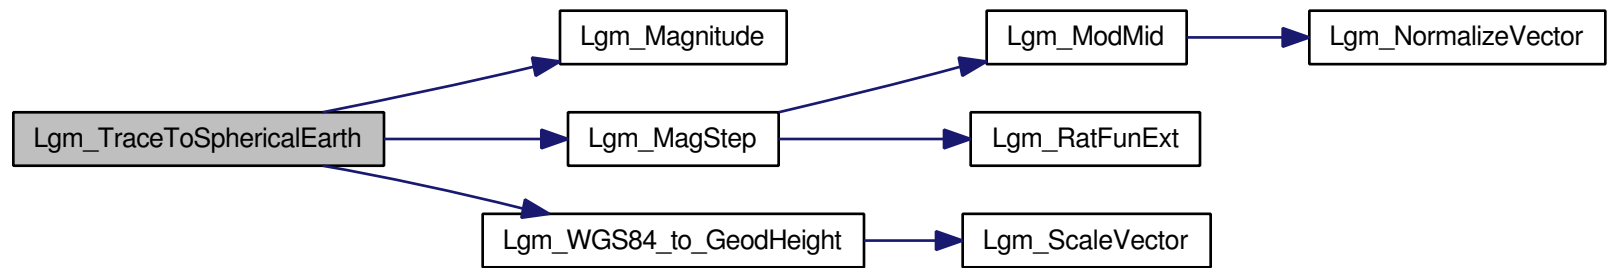 Lgm_Magnitude
Lgm_ModMid
Lgm_NormalizeVector
Lgm_TraceToSphericalEarth
Lgm_MagStep
Lgm_RatFunExt
Lgm_WGS84_to_GeodHeight
Lgm_ScaleVector